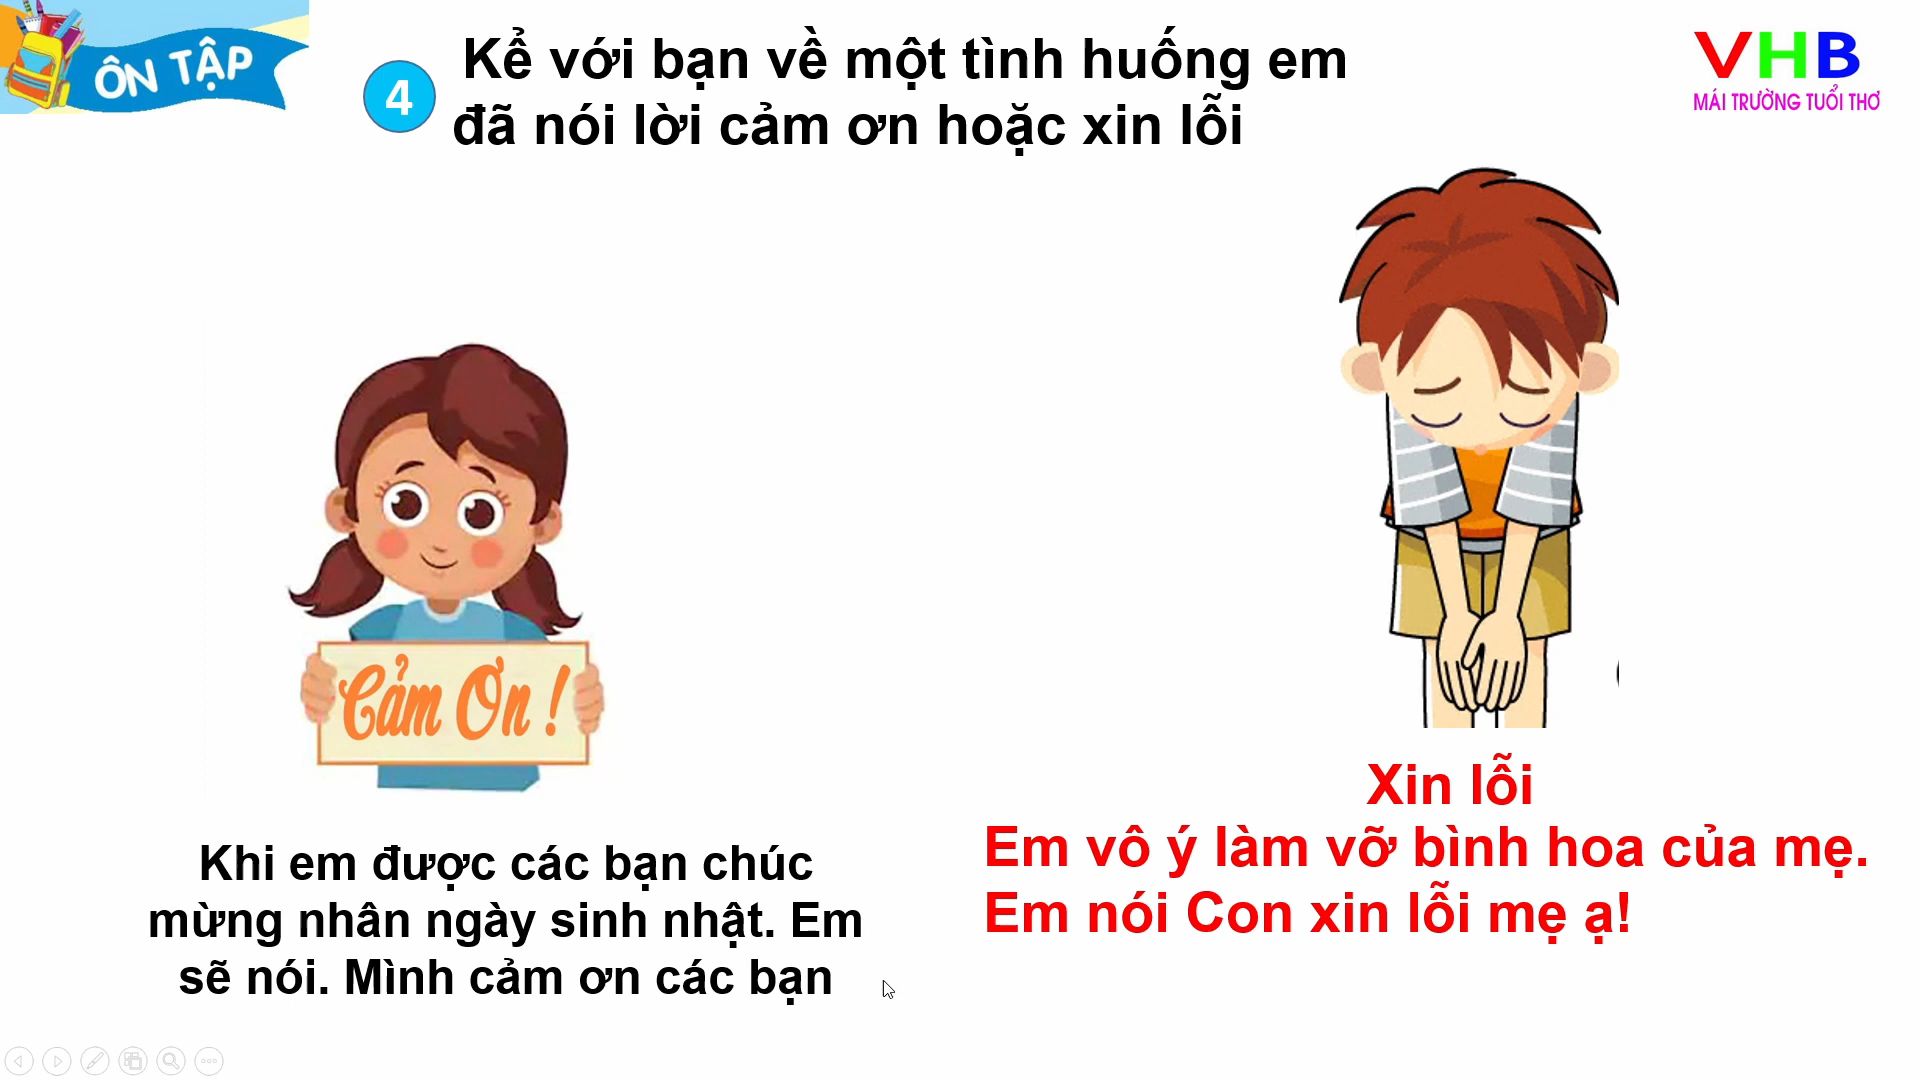 ÔN TẬP
4
Kể với bạn về một tình huống em
đã nói lời cảm ơn hoặc xin lỗi
VHB
MÁI TRƯỜNG TUỔI THƠ
Cảm Ơn !
Khi em được các bạn chúc
mừng nhân ngày sinh nhật. Em
sẽ nói. Mình cảm ơn các bạn
Xin lỗi
Em vô ý làm vỡ bình hoa của mẹ.
Em nói Con xin lỗi mẹ ạ!